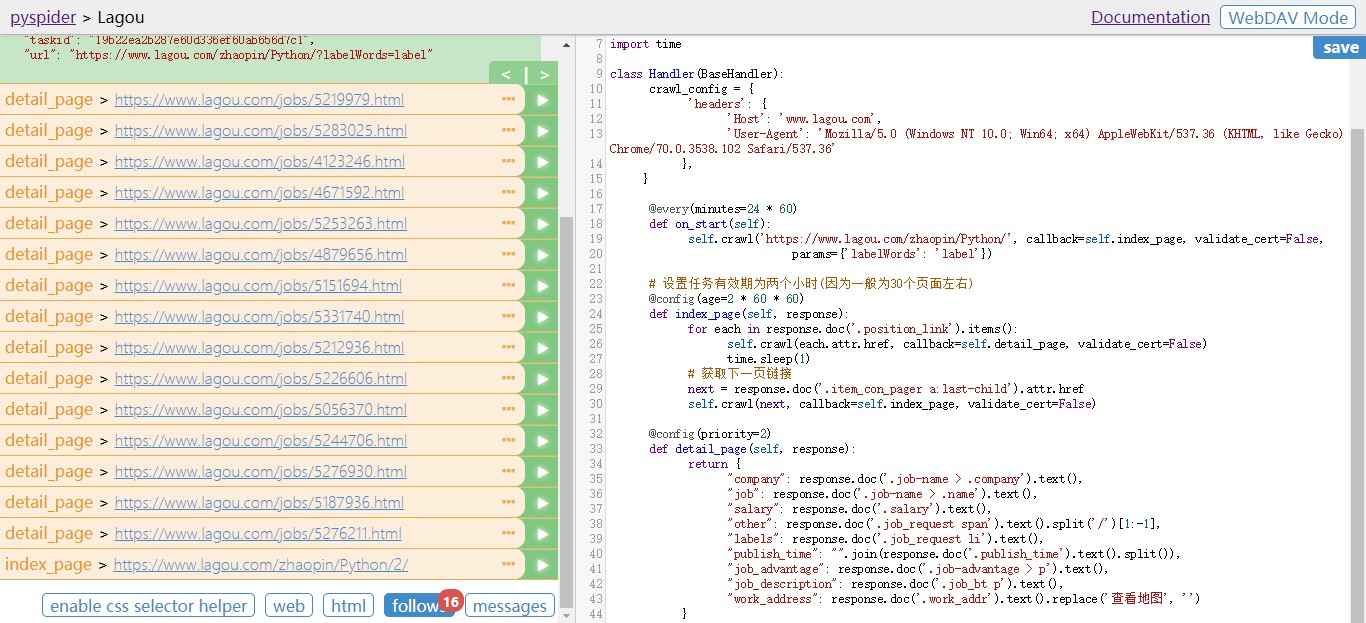 pyspider > Lagou
Documentation WebDAV Mode
"taskid": "19b22ea2b287e60d336ef60ab656d7c1",
"url": "https://www.lagou.com/zhaopin/Python/?labelWords=label"
< | >
detail_page > https://www.lagou.com/jobs/5219979.html
detail_page > https://www.lagou.com/jobs/5283025.html
detail_page > https://www.lagou.com/jobs/4123246.html
detail_page > https://www.lagou.com/jobs/4671592.html
detail_page > https://www.lagou.com/jobs/5253263.html
detail_page > https://www.lagou.com/jobs/4879656.html
detail_page > https://www.lagou.com/jobs/5151694.html
detail_page > https://www.lagou.com/jobs/5331740.html
detail_page > https://www.lagou.com/jobs/5212936.html
detail_page > https://www.lagou.com/jobs/5226606.html
detail_page > https://www.lagou.com/jobs/5056370.html
detail_page > https://www.lagou.com/jobs/5244706.html
detail_page > https://www.lagou.com/jobs/5276930.html
detail_page > https://www.lagou.com/jobs/5187936.html
detail_page > https://www.lagou.com/jobs/5276211.html
index_page > https://www.lagou.com/zhaopin/Python/2/
enable css selector helper web html follows 16 messages
save
7 import time
8
9 class Handler(BaseHandler):
10 crawl_config = {
11 'headers': {
12 'Host': 'www.lagou.com',
13 'User-Agent': 'Mozilla/5.0 (Windows NT 10.0; Win64; x64) AppleWebKit/537.36 (KHTML, like Gecko)
Chrome/70.0.3538.102 Safari/537.36'
14 },
15 }
16
17 @every(minutes=24 * 60)
18 def on_start(self):
19 self.crawl('https://www.lagou.com/zhaopin/Python/', callback=self.index_page, validate_cert=False,
20 params={'labelWords': 'label'})
21
22 # 设置任务有效期为两个小时(因为一般为30个页面左右)
23 @config(age=2 * 60 * 60)
24 def index_page(self, response):
25 for each in response.doc('.position_link').items():
26 self.crawl(each.attr.href, callback=self.detail_page, validate_cert=False)
27 time.sleep(1)
28 # 获取下一页链接
29 next = response.doc('.item_con_pager a:last-child').attr.href
30 self.crawl(next, callback=self.index_page, validate_cert=False)
31
32 @config(priority=2)
33 def detail_page(self, response):
34 return {
35 "company": response.doc('.job-name > .company').text(),
36 "job": response.doc('.job-name > .name').text(),
37 "salary": response.doc('.salary').text(),
38 "other": response.doc('.job_request span').text().split('/')[1:-1],
39 "labels": response.doc('.job_request li').text(),
40 "publish_time": "".join(response.doc('.publish_time').text().split()),
41 "job_advantage": response.doc('.job-advantage > p').text(),
42 "job_description": response.doc('.job_bt p').text(),
43 "work_address": response.doc('.work_addr').text().replace('查看地图', '')
44 }